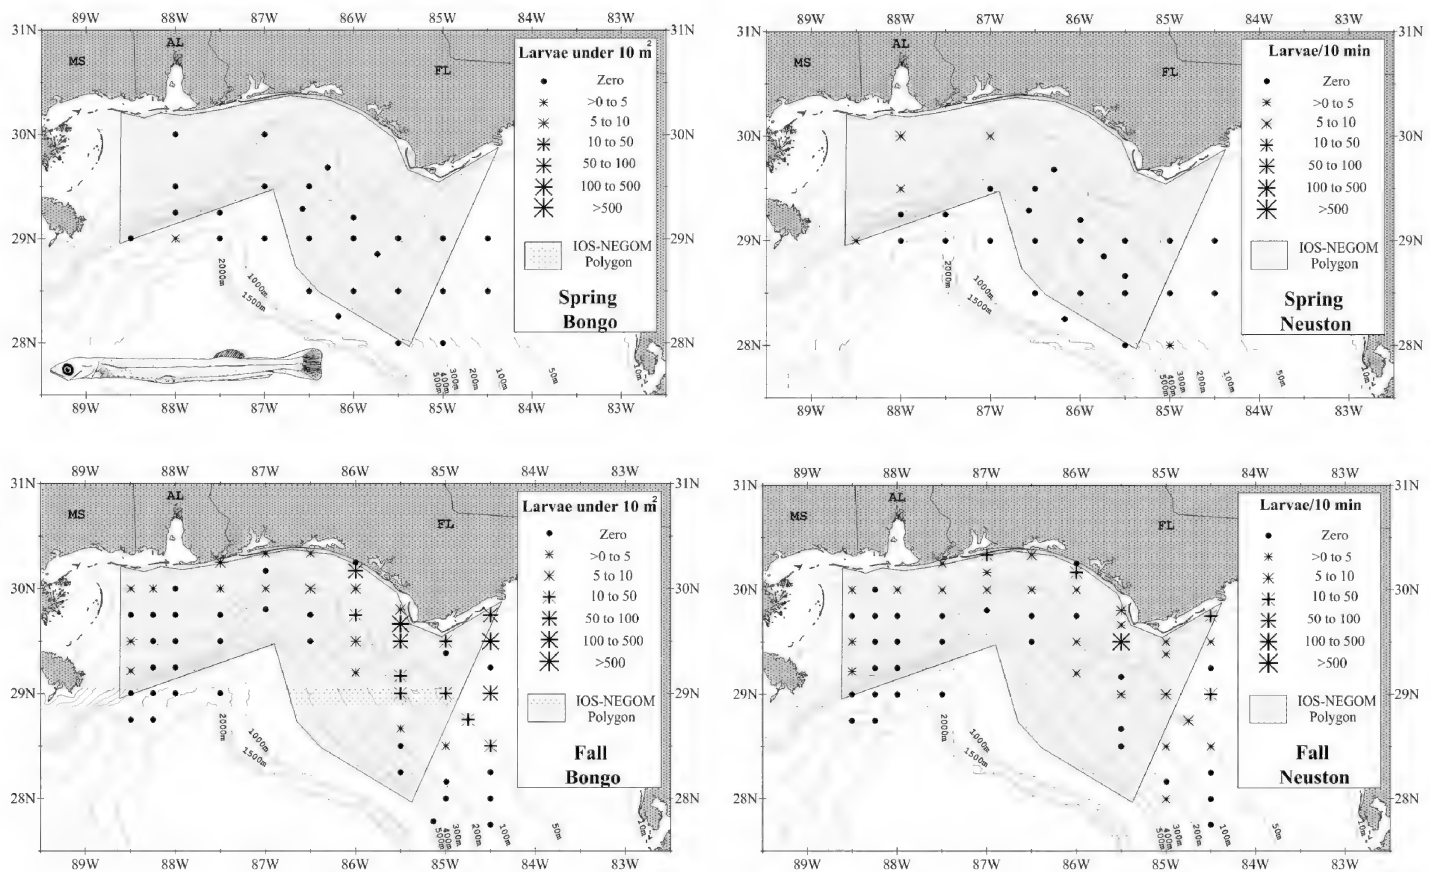 89W 88W 87W 86W 85W 84W 83W
31N 31N
MS AL FL
Larvae under 10 m2
Zero
>0 to 5
5 to 10
10 to 50
50 to 100
100 to 500
>500
IOS-NEGOM
Polygon
Spring
Bongo
30N 30N
29N 29N
28N 28N
2000m 1000m
1500m
500m 400m 300m 200m 100m 50m 10m
89W 88W 87W 86W 85W 84W 83W
89W 88W 87W 86W 85W 84W 83W
31N 31N
MS AL FL
Larvae/10 min
Zero
>0 to 5
5 to 10
10 to 50
50 to 100
100 to 500
>500
IOS-NEGOM
Polygon
Spring
Neuston
30N 30N
29N 29N
28N 28N
2000m 1000m
1500m
500m 400m 300m 200m 100m 50m 10m
89W 88W 87W 86W 85W 84W 83W
89W 88W 87W 86W 85W 84W 83W
31N 31N
MS AL FL
Larvae under 10 m2
Zero
>0 to 5
5 to 10
10 to 50
50 to 100
100 to 500
>500
IOS-NEGOM
Polygon
Fall
Bongo
30N 30N
29N 29N
28N 28N
2000m 1000m
1500m
500m 400m 300m 200m 100m 50m 10m
89W 88W 87W 86W 85W 84W 83W
89W 88W 87W 86W 85W 84W 83W
31N 31N
MS AL FL
Larvae/10 min
Zero
>0 to 5
5 to 10
10 to 50
50 to 100
100 to 500
>500
IOS-NEGOM
Polygon
Fall
Neuston
30N 30N
29N 29N
28N 28N
2000m 1000m
1500m
500m 400m 300m 200m 100m 50m 10m
89W 88W 87W 86W 85W 84W 83W